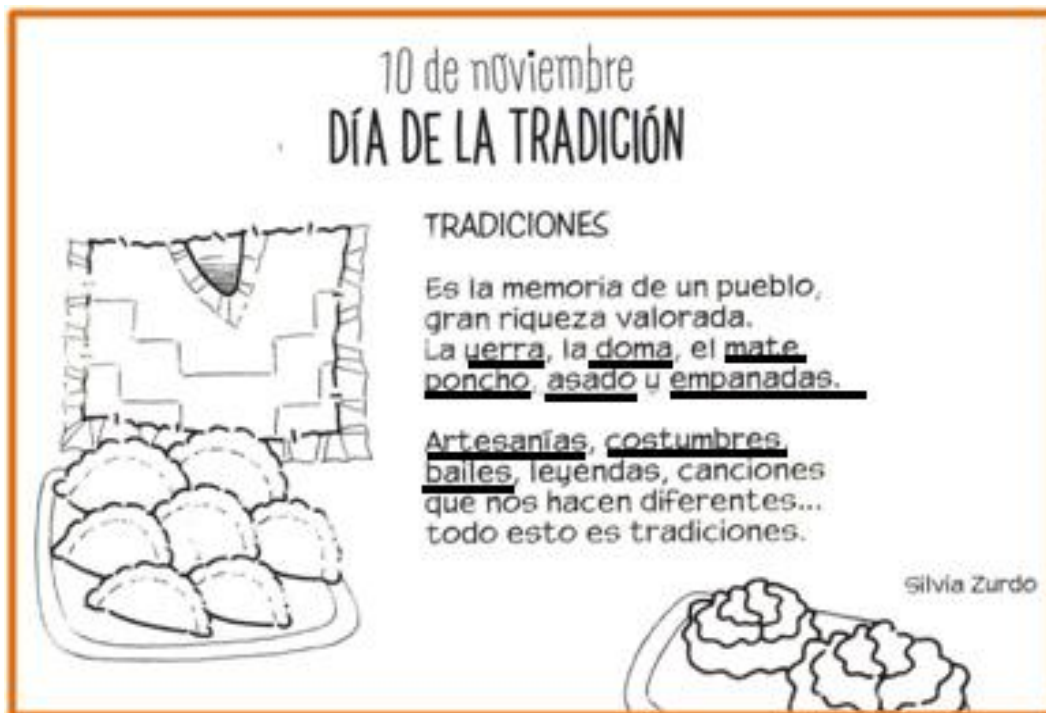 10 de noviembre
DÍA DE LA TRADICIÓN
TRADICIONES
Es la memoria de un pueblo,
gran riqueza valorada.
La yerra, la doma, el mate
poncho, asado y empanadas.
Artesanías, costumbres,
bailes, leyendas, canciones
que nos hacen diferentes...
todo esto es tradiciones.
Silvia Zurdo